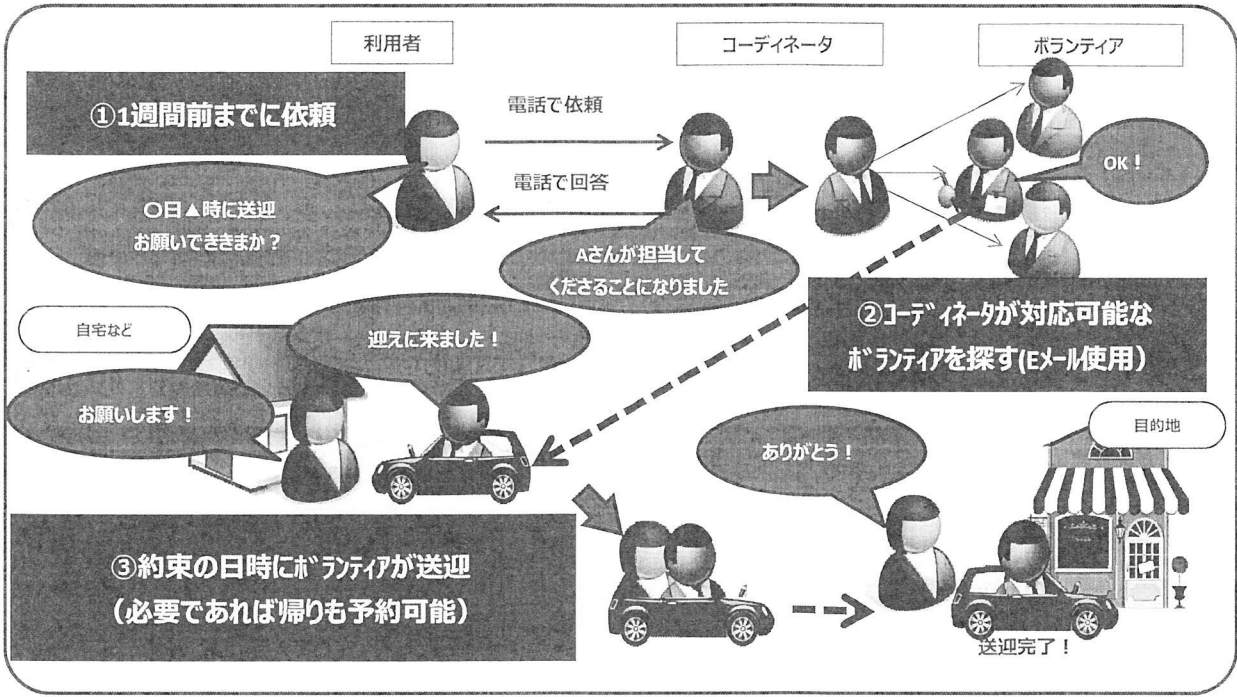 利用者
コーディネータ
ボランティア
①1週間前までに依頼
電話で依頼
電話で回答
OK！
〇日▲時に送迎
お願いでききまか？
Aさんが担当して
くださることになりました
②ｺｰﾃﾞｨﾈｰﾀが対応可能な
ﾎﾞﾗﾝﾃｨｱを探す(Eﾒｰﾙ使用）
自宅など
迎えに来ました！
お願いします！
目的地
ありがとう！
③約束の日時にﾎﾞﾗﾝﾃｨｱが送迎
（必要であれば帰りも予約可能）
送迎完了！